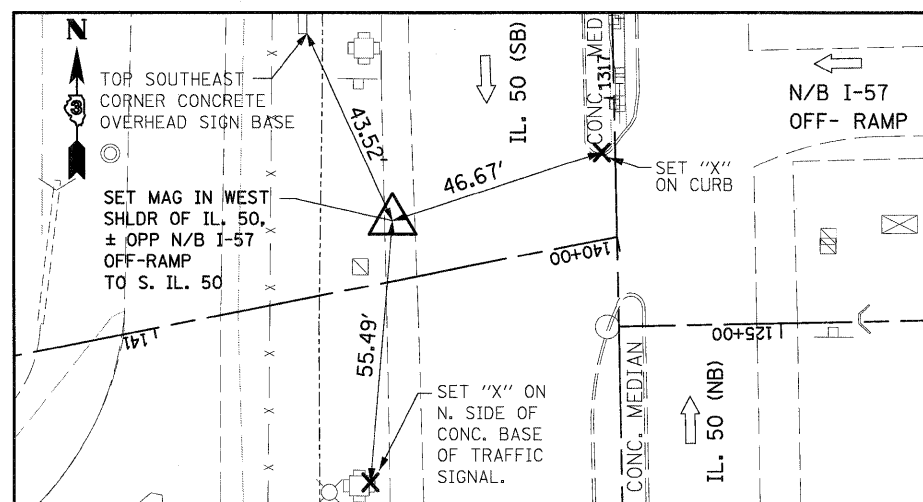 N
3
TOP SOUTHEAST
CORNER CONCRETE
OVERHEAD SIGN BASE
43.52'
IL. 50 (SB)
CONC. MED
1317
N/B I-57
OFF- RAMP
46.67'
SET "X"
ON CURB
SET MAG IN WEST
SHLDR OF IL. 50,
± OPP N/B I-57
OFF-RAMP
TO S. IL. 50
140+00
141
125+00
55.49'
SET "X" ON
N. SIDE OF
CONC. BASE
OF TRAFFIC
SIGNAL.
CONC. MEDIAN
IL. 50 (NB)